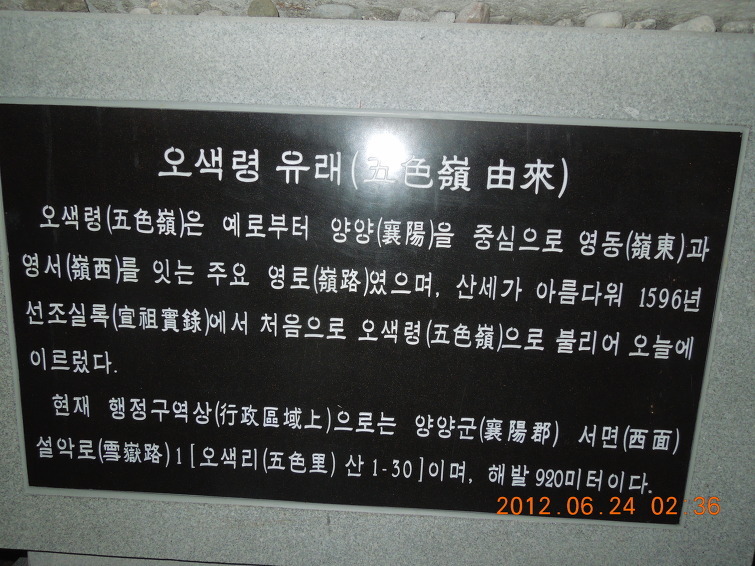 오색령 유래(五色嶺 由來)
오색령(五色嶺)은 예로부터 양양(襄陽)을 중심으로 영동(嶺東)과
영서(嶺西)를 잇는 주요 영로(嶺路)였으며, 산세가 아름다워 1596년
선조실록(宣祖實錄)에서 처음으로 오색령(五色嶺)으로 불리어 오늘에
이르렀다.
현재 행정구역상(行政區域上)으로는 양양군(襄陽郡) 서면(西面)
설악로(雪嶽路)1 [오색리(五色里) 산 1-30]이며, 해발 920미터이다.
2012.06.24 02:36